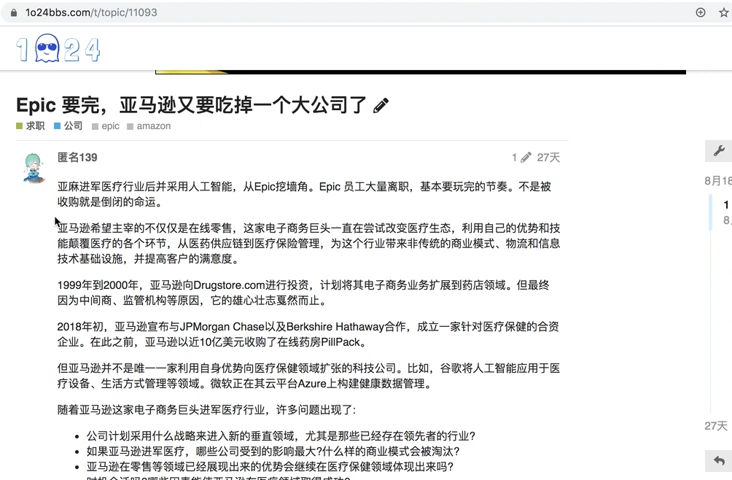 1o24bbs.com/t/topic/11093
1 24
Epic 要完，亚马逊又要吃掉一个大公司了
求职 公司 epic amazon
匿名139 1 27天
亚麻进军医疗行业后并采用人工智能，从Epic挖墙角。Epic 员工大量离职，基本要玩完的节奏。不是被
收购就是倒闭的命运。
8月18
1
8月
亚马逊希望主宰的不仅仅是在线零售，这家电子商务巨头一直在尝试改变医疗生态，利用自己的优势和技
能颠覆医疗的各个环节，从医药供应链到医疗保险管理，为这个行业带来非传统的商业模式、物流和信息
技术基础设施，并提高客户的满意度。
1999年到2000年，亚马逊向Drugstore.com进行投资，计划将其电子商务业务扩展到药店领域。但最终
因为中间商、监管机构等原因，它的雄心壮志戛然而止。
2018年初，亚马逊宣布与JPMorgan Chase以及Berkshire Hathaway合作，成立一家针对医疗保健的合资
企业。在此之前，亚马逊以近10亿美元收购了在线药房PillPack。
但亚马逊并不是唯一一家利用自身优势向医疗保健领域扩张的科技公司。比如，谷歌将人工智能应用于医
疗设备、生活方式管理等领域。微软正在其云平台Azure上构建健康数据管理。
随着亚马逊这家电子商务巨头进军医疗行业，许多问题出现了:
27天
公司计划采用什么战略来进入新的垂直领域，尤其是那些已经存在领先者的行业?
如果亚马逊进军医疗，哪些公司受到的影响最大?什么样的商业模式会被淘汰?
亚马逊在零售等领域已经展现出来的优势会继续在医疗保健领域体现出来吗?